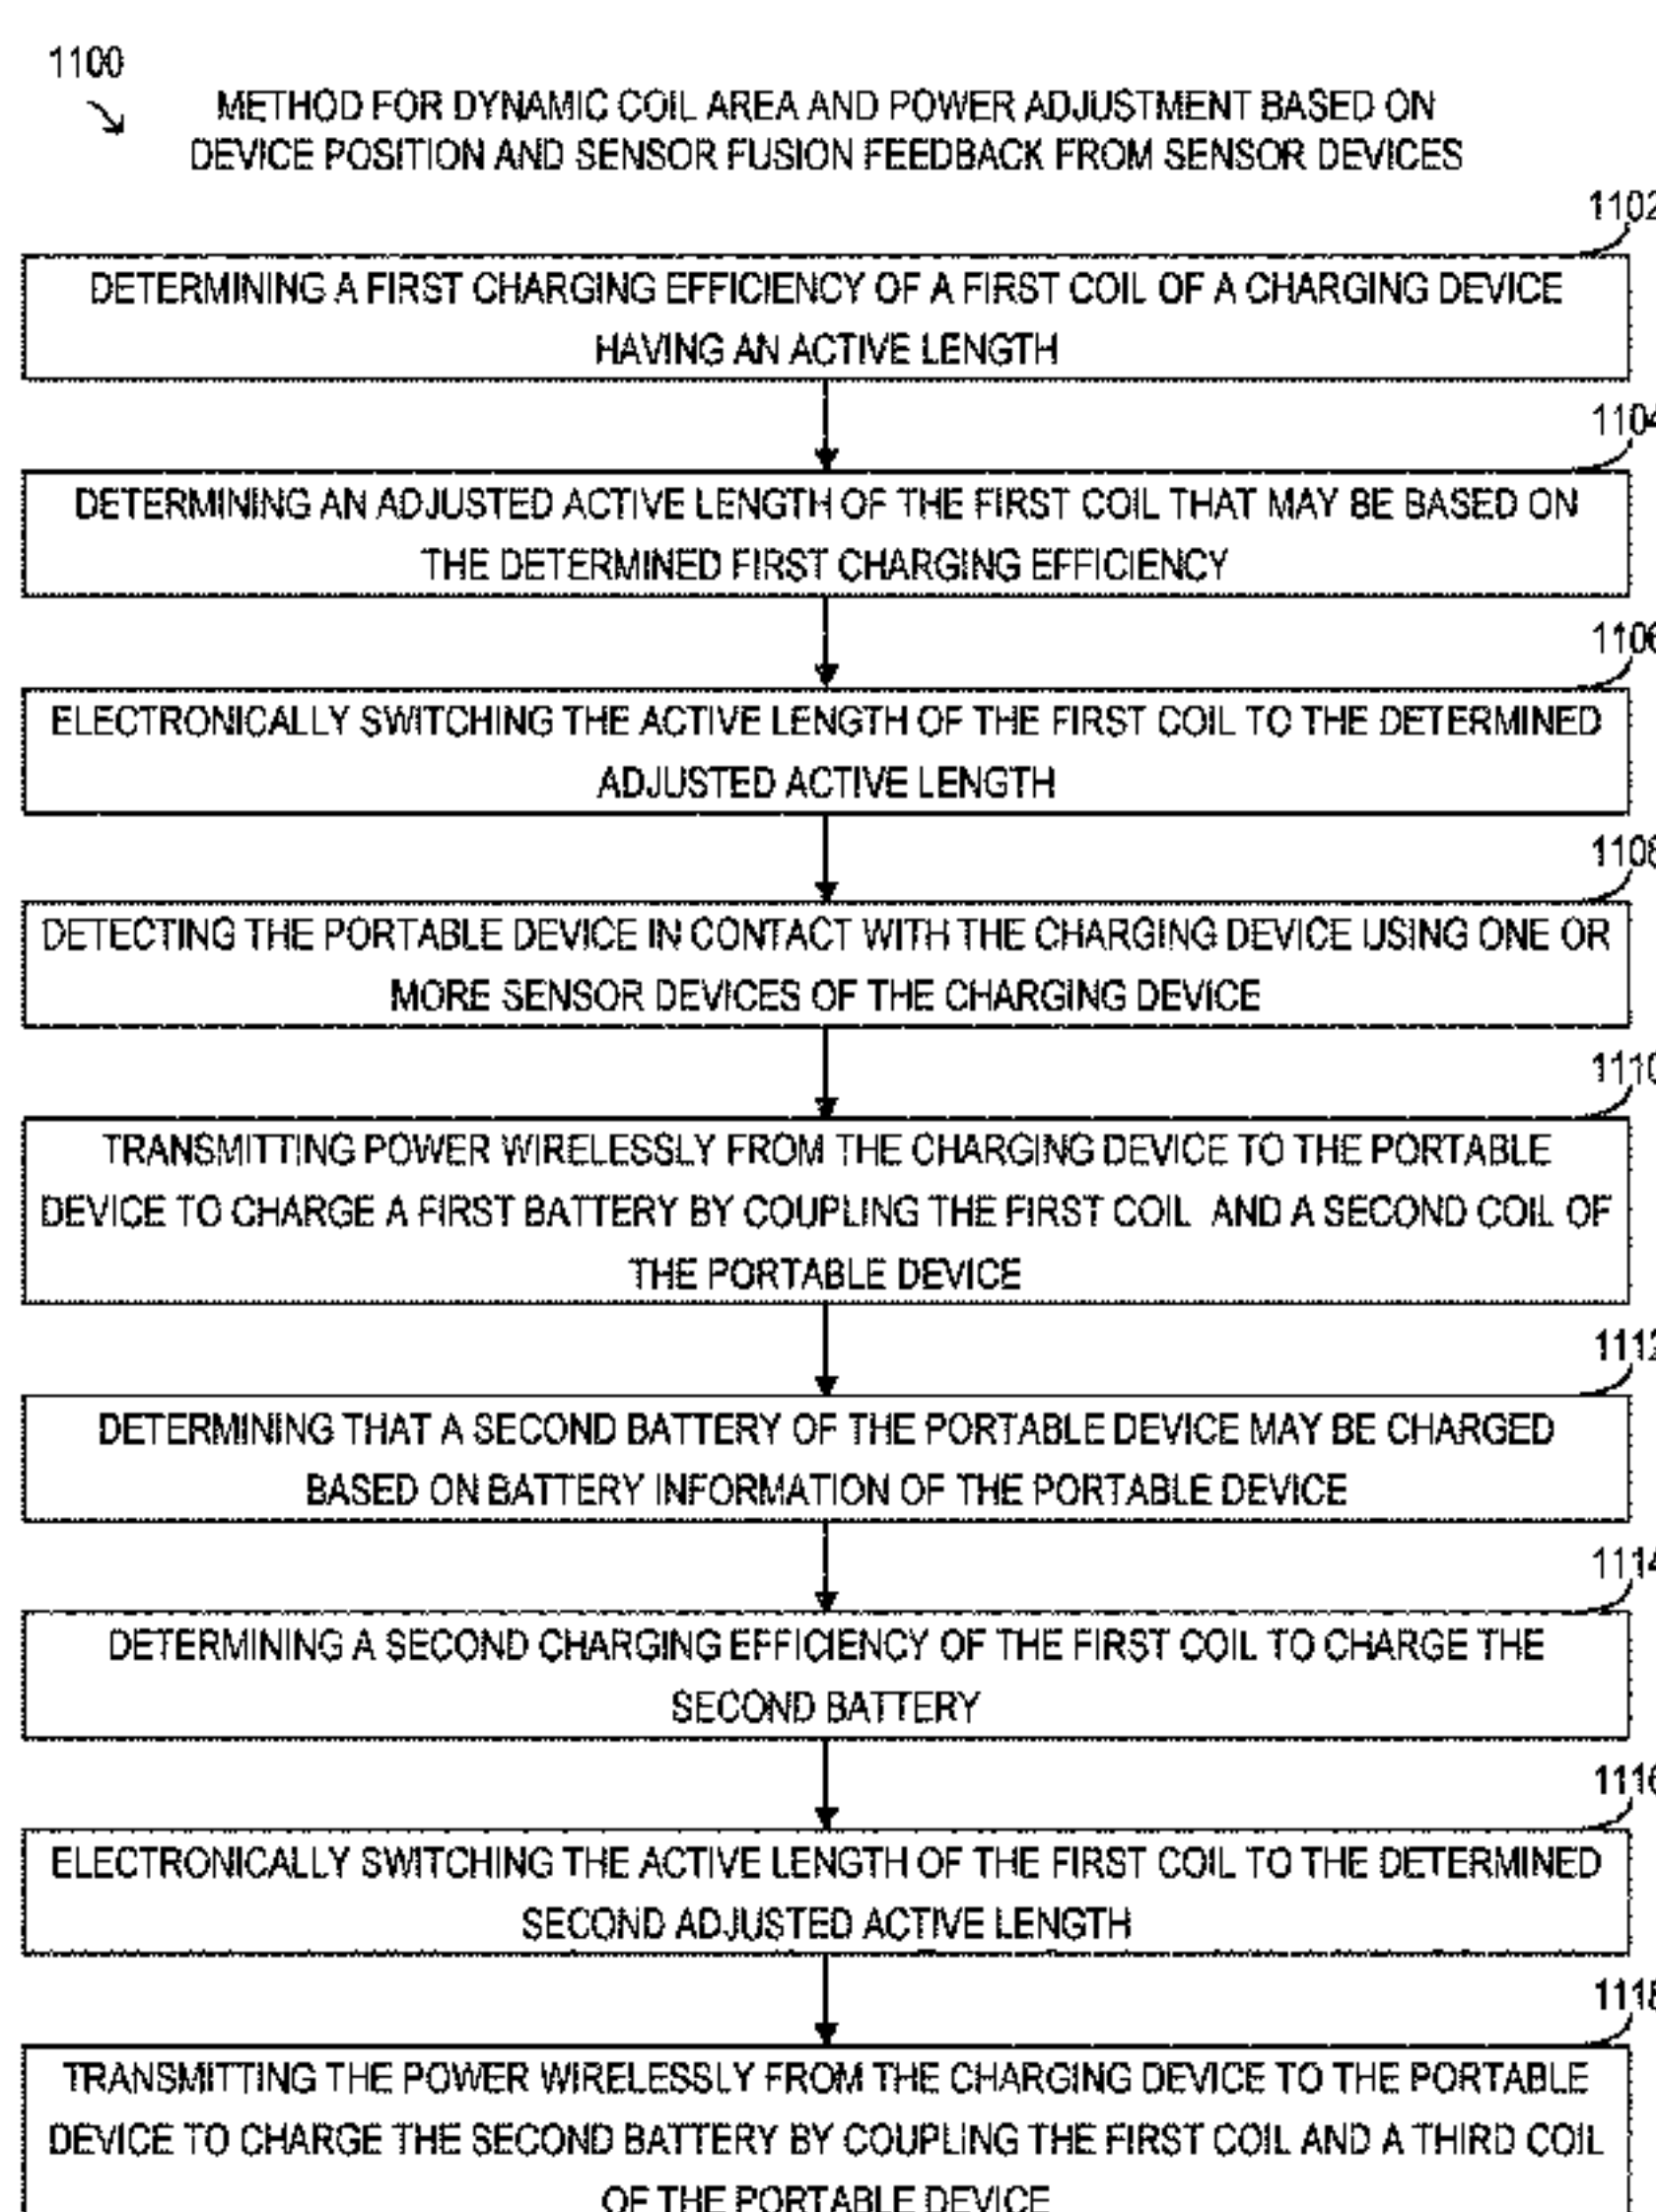 1100
METHOD FOR DYNAMIC COIL AREA AND POWER ADJUSTMENT BASED ON
DEVICE POSITION AND SENSOR FUSION FEEDBACK FROM SENSOR DEVICES
1102
DETERMINING A FIRST CHARGING EFFICIENCY OF A FIRST COIL OF A CHARGING DEVICE
HAVING AN ACTIVE LENGTH
1104
DETERMINING AN ADJUSTED ACTIVE LENGTH OF THE FIRST COIL THAT MAY BE BASED ON
THE DETERMINED FIRST CHARGING EFFICIENCY
1106
ELECTRONICALLY SWITCHING THE ACTIVE LENGTH OF THE FIRST COIL TO THE DETERMINED
ADJUSTED ACTIVE LENGTH
1108
DETECTING THE PORTABLE DEVICE IN CONTACT WITH THE CHARGING DEVICE USING ONE OR
MORE SENSOR DEVICES OF THE CHARGING DEVICE
1110
TRANSMITTING POWER WIRELESSLY FROM THE CHARGING DEVICE TO THE PORTABLE
DEVICE TO CHARGE A FIRST BATTERY BY COUPLING THE FIRST COIL AND A SECOND COIL OF
THE PORTABLE DEVICE
1112
DETERMINING THAT A SECOND BATTERY OF THE PORTABLE DEVICE MAY BE CHARGED
BASED ON BATTERY INFORMATION OF THE PORTABLE DEVICE
1114
DETERMINING A SECOND CHARGING EFFICIENCY OF THE FIRST COIL TO CHARGE THE
SECOND BATTERY
1116
ELECTRONICALLY SWITCHING THE ACTIVE LENGTH OF THE FIRST COIL TO THE DETERMINED
SECOND ADJUSTED ACTIVE LENGTH
1118
TRANSMITTING THE POWER WIRELESSLY FROM THE CHARGING DEVICE TO THE PORTABLE
DEVICE TO CHARGE THE SECOND BATTERY BY COUPLING THE FIRST COIL AND A THIRD COIL
OF THE PORTABLE DEVICE